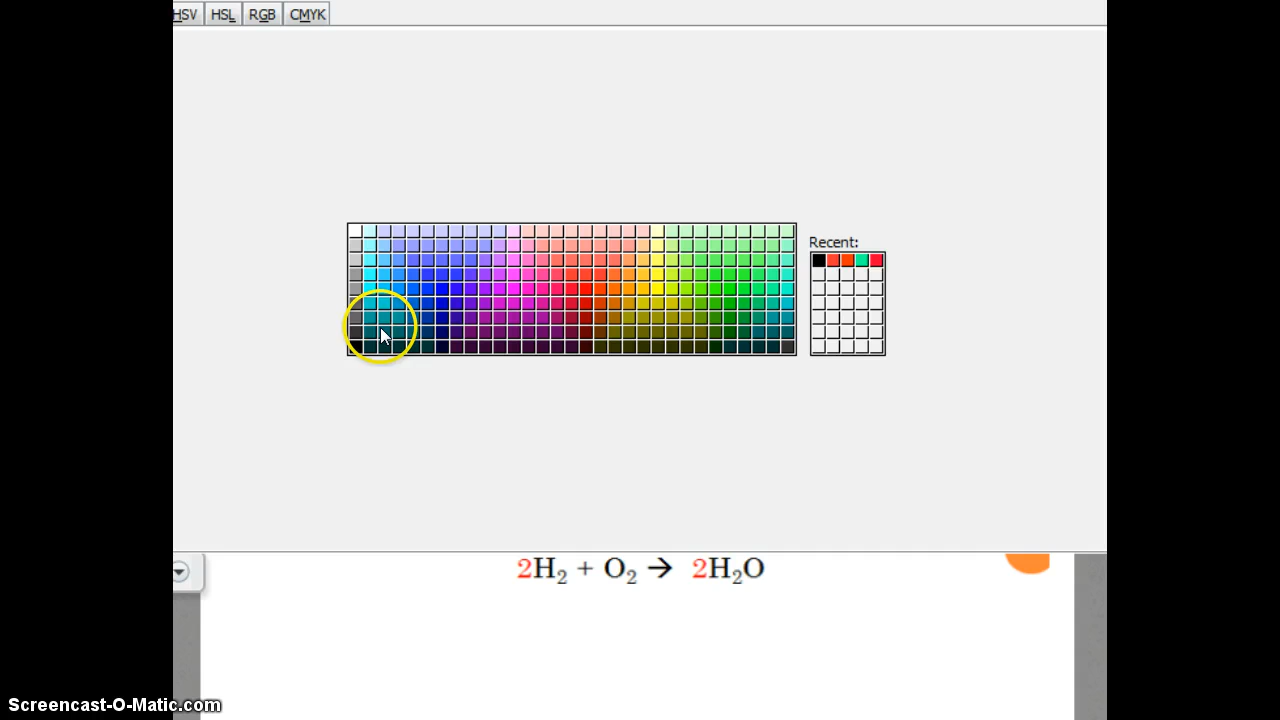 HSV HSL RGB CMYK
Recent:
2H₂ + O₂ → 2H₂O
Screencast-O-Matic.com